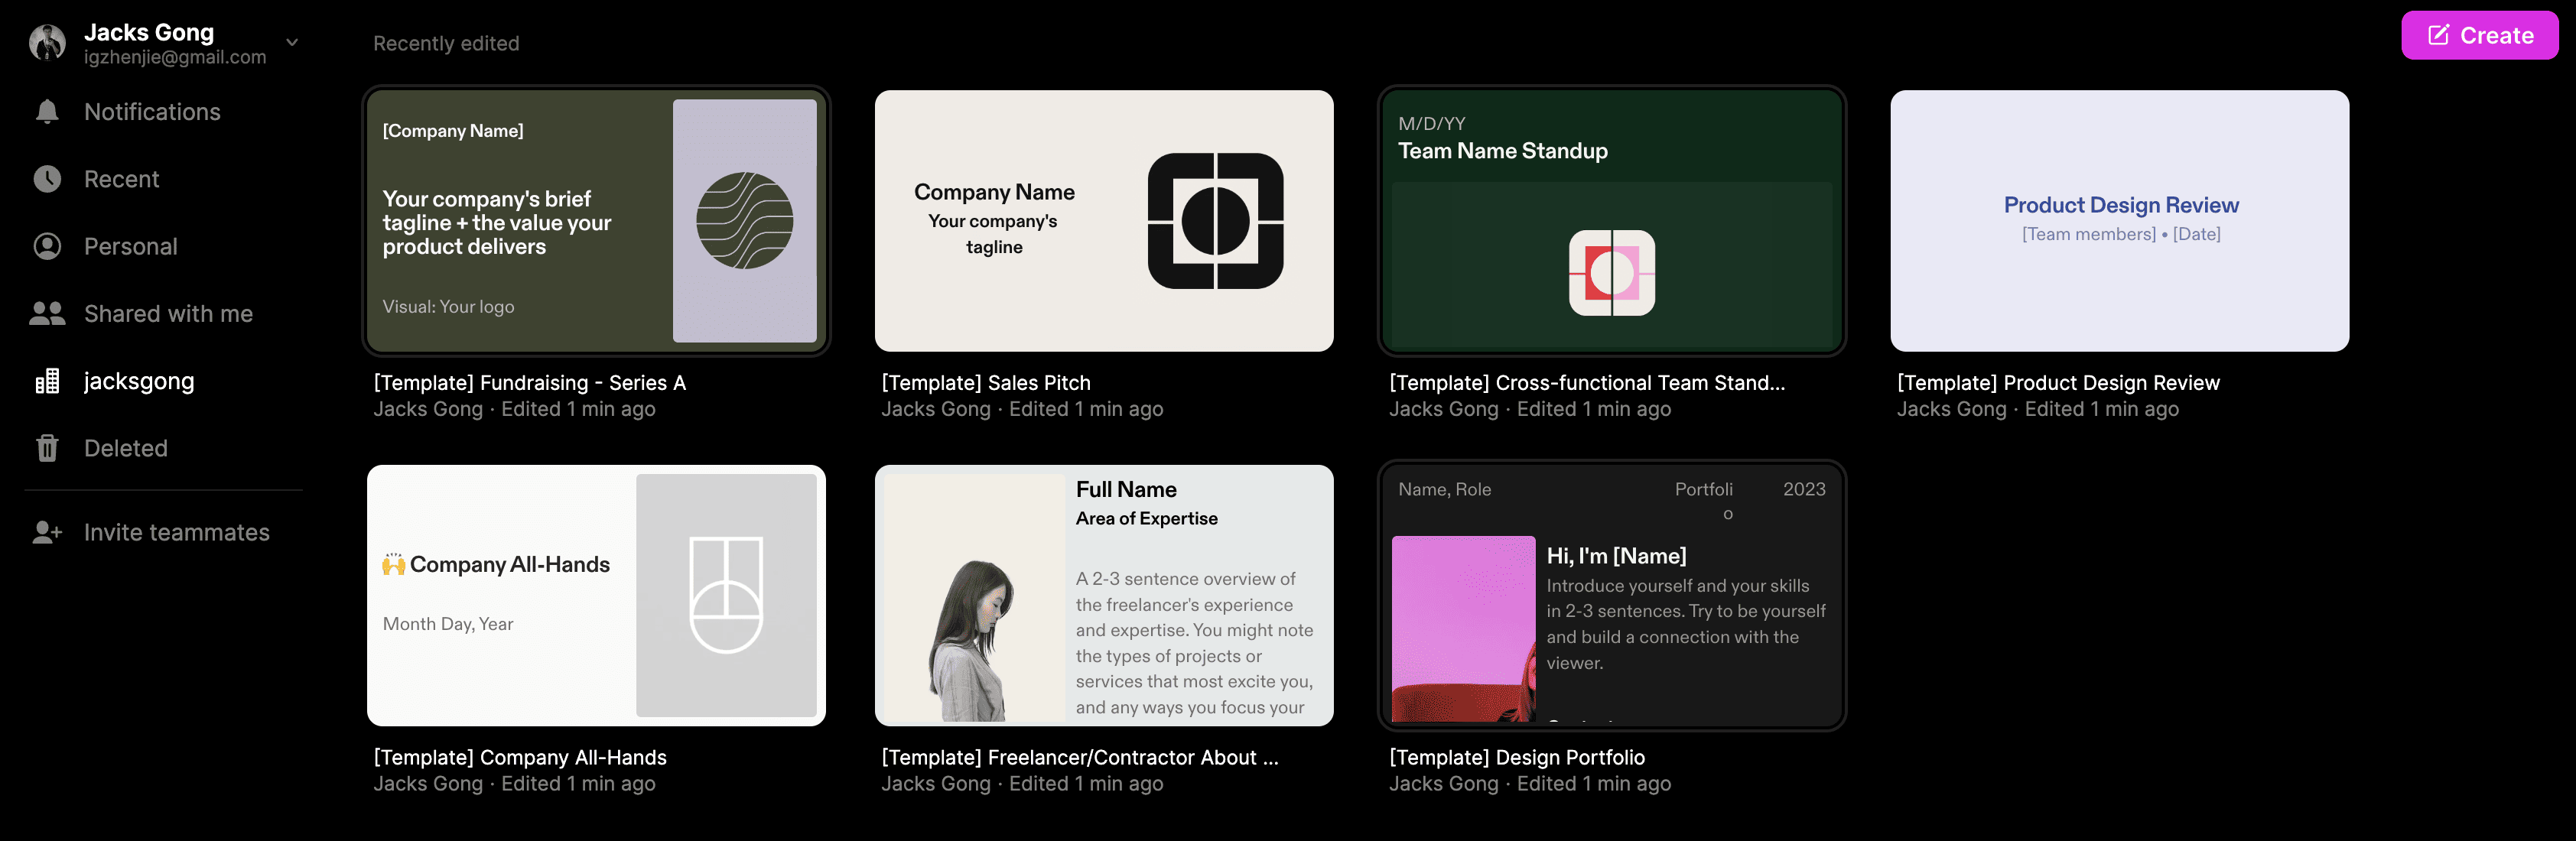 Jacks Gong
igzhenjie@gmail.com
Notifications
Recent
Personal
Shared with me
jacksgong
Deleted
Invite teammates
Recently edited
Create
[Company Name]
Your company's brief
tagline + the value your
product delivers
Visual: Your logo
[Template] Fundraising - Series A
Jacks Gong · Edited 1 min ago
Company Name
Your company's
tagline
[Template] Sales Pitch
Jacks Gong · Edited 1 min ago
M/D/YY
Team Name Standup
[Template] Cross-functional Team Stand...
Jacks Gong · Edited 1 min ago
Product Design Review
[Team members] • [Date]
[Template] Product Design Review
Jacks Gong · Edited 1 min ago
🙌 Company All-Hands
Month Day, Year
[Template] Company All-Hands
Jacks Gong · Edited 1 min ago
Full Name
Area of Expertise
A 2-3 sentence overview of
the freelancer's experience
and expertise. You might note
the types of projects or
services that most excite you,
and any ways you focus your
[Template] Freelancer/Contractor About ...
Jacks Gong · Edited 1 min ago
Name, Role
Portfoli
o
2023
Hi, I'm [Name]
Introduce yourself and your skills
in 2-3 sentences. Try to be yourself
and build a connection with the
viewer.
[Template] Design Portfolio
Jacks Gong · Edited 1 min ago